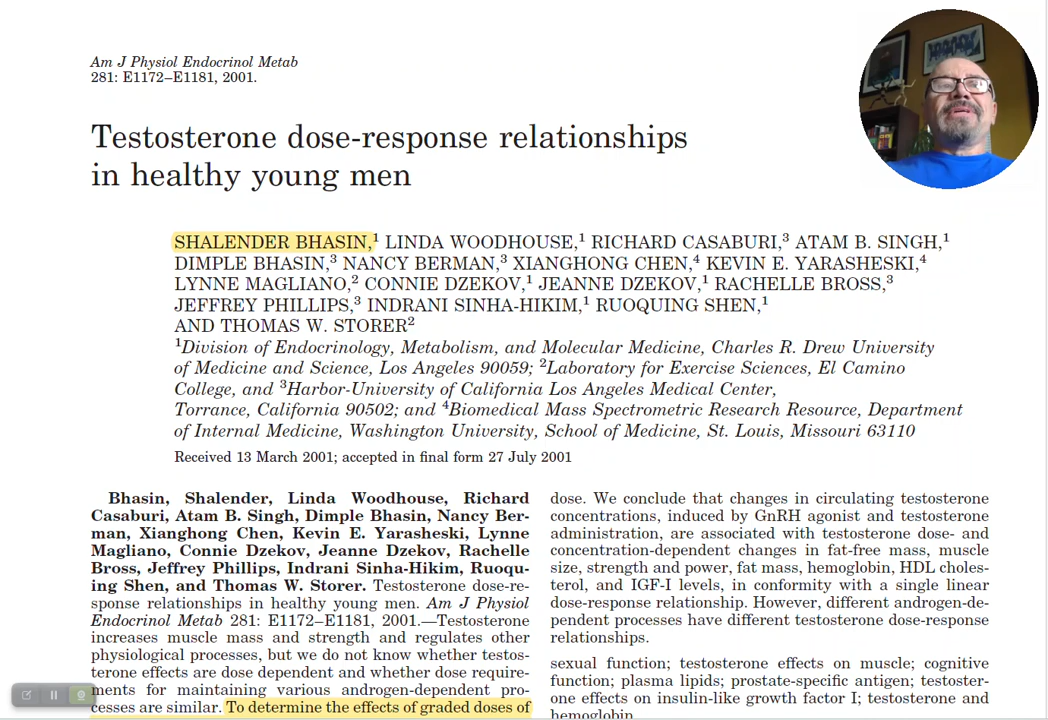 Am J Physiol Endocrinol Metab
281: E1172–E1181, 2001.
Testosterone dose-response relationships
in healthy young men
SHALENDER BHASIN,¹ LINDA WOODHOUSE,¹ RICHARD CASABURI,³ ATAM B. SINGH,¹
DIMPLE BHASIN,³ NANCY BERMAN,³ XIANGHONG CHEN,⁴ KEVIN E. YARASHESKI,⁴
LYNNE MAGLIANO,² CONNIE DZEKOV,¹ JEANNE DZEKOV,¹ RACHELLE BROSS,³
JEFFREY PHILLIPS,³ INDRANI SINHA-HIKIM,¹ RUOQUING SHEN,¹
AND THOMAS W. STORER²
¹Division of Endocrinology, Metabolism, and Molecular Medicine, Charles R. Drew University
of Medicine and Science, Los Angeles 90059; ²Laboratory for Exercise Sciences, El Camino
College, and ³Harbor-University of California Los Angeles Medical Center,
Torrance, California 90502; and ⁴Biomedical Mass Spectrometric Research Resource, Department
of Internal Medicine, Washington University, School of Medicine, St. Louis, Missouri 63110
Received 13 March 2001; accepted in final form 27 July 2001
Bhasin, Shalender, Linda Woodhouse, Richard
Casaburi, Atam B. Singh, Dimple Bhasin, Nancy Ber-
man, Xianghong Chen, Kevin E. Yarasheski, Lynne
Magliano, Connie Dzekov, Jeanne Dzekov, Rachelle
Bross, Jeffrey Phillips, Indrani Sinha-Hikim, Ruoqu-
ing Shen, and Thomas W. Storer. Testosterone dose-re-
sponse relationships in healthy young men. Am J Physiol
Endocrinol Metab 281: E1172–E1181, 2001.—Testosterone
increases muscle mass and strength and regulates other
physiological processes, but we do not know whether testos-
terone effects are dose dependent and whether dose require-
ments for maintaining various androgen-dependent pro-
cesses are similar. To determine the effects of graded doses of
dose. We conclude that changes in circulating testosterone
concentrations, induced by GnRH agonist and testosterone
administration, are associated with testosterone dose- and
concentration-dependent changes in fat-free mass, muscle
size, strength and power, fat mass, hemoglobin, HDL choles-
terol, and IGF-I levels, in conformity with a single linear
dose-response relationship. However, different androgen-de-
pendent processes have different testosterone dose-response
relationships.
sexual function; testosterone effects on muscle; cognitive
function; plasma lipids; prostate-specific antigen; testoster-
one effects on insulin-like growth factor I; testosterone and
hemoglobin